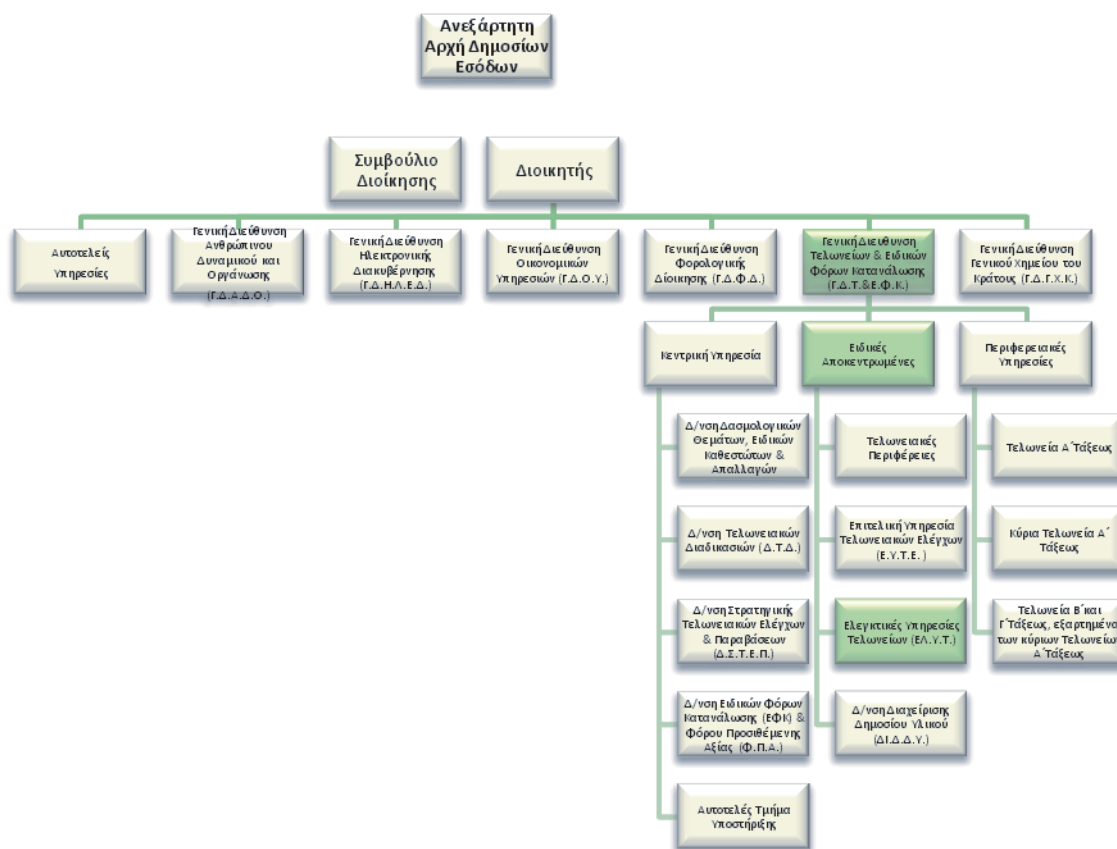 Ανεξάρτητη
Αρχή Δημοσίων
Εσόδων
Συμβούλιο
Διοίκησης
Διοικητής
Αυτοτελείς
Υπηρεσίες
Γενική Διεύθυνση
Ανθρώπινου
Δυναμικού και
Οργάνωσης
(Γ.Δ.Α.Δ.Ο.)
Γενική Διεύθυνση
Ηλεκτρονικής
Διακυβέρνησης
(Γ.Δ.Η.Λ.Ε.Δ.)
Γενική Διεύθυνση
Οικονομικών
Υπηρεσιών (Γ.Δ.Ο.Υ.)
Γενική Διεύθυνση
Φορολογικής
Δίοικησης (Γ.Δ.Φ.Δ.)
Γενική Διευθυνση
Τελωνείων & Ειδικών
Φόρων Κατανάλωσης
(Γ.Δ.Τ.&Ε.Φ.Κ.)
Γενική Διεύθυνση
Γενικού Χημείου του
Κράτους (Γ.Δ.Γ.Χ.Κ.)
Κεντρική Υπηρεσία
Ειδικές
Αποκεντρωμένες
Περιφερειακές
Υπηρεσίες
Δ/νση Δασμολογικών
Θεμάτων, Ειδικών
Καθεστώτων &
Απαλλαγών
Δ/νση Τελωνειακών
Διαδικασιών (Δ.Τ.Δ.)
Δ/νση Στρατηγικής
Τελωνειακών Ελέγχων
& Παραβάσεων
(Δ.Σ.Τ.Ε.Π.)
Δ/νση Ειδικών Φόρων
Κατανάλωσης (ΕΦΚ) &
Φόρου Προσιθέμενης
Αξίας (Φ.Π.Α.)
Αυτοτελές Τμήμα
Υποστήριξης
Τελωνειακές
Περιφέρειες
Επιτελική Υπηρεσία
Τελωνειακών Ελέγχων
(Ε.Υ.Τ.Ε.)
Ελεγκτικές Υπηρεσίες
Τελωνείων (ΕΛ.Υ.Τ.)
Δ/νση Διαχείρισης
Δημοσίου Υλικού
(ΔΙ.Δ.Δ.Υ.)
Τελωνεία Α΄Τάξεως
Κύρια Τελωνεία Α΄
Τάξεως
Τελωνεία Β΄και
Γ΄Τάξεως, εξαρτημένα
των κύριων Τελωνείων
Α΄Τάξεως